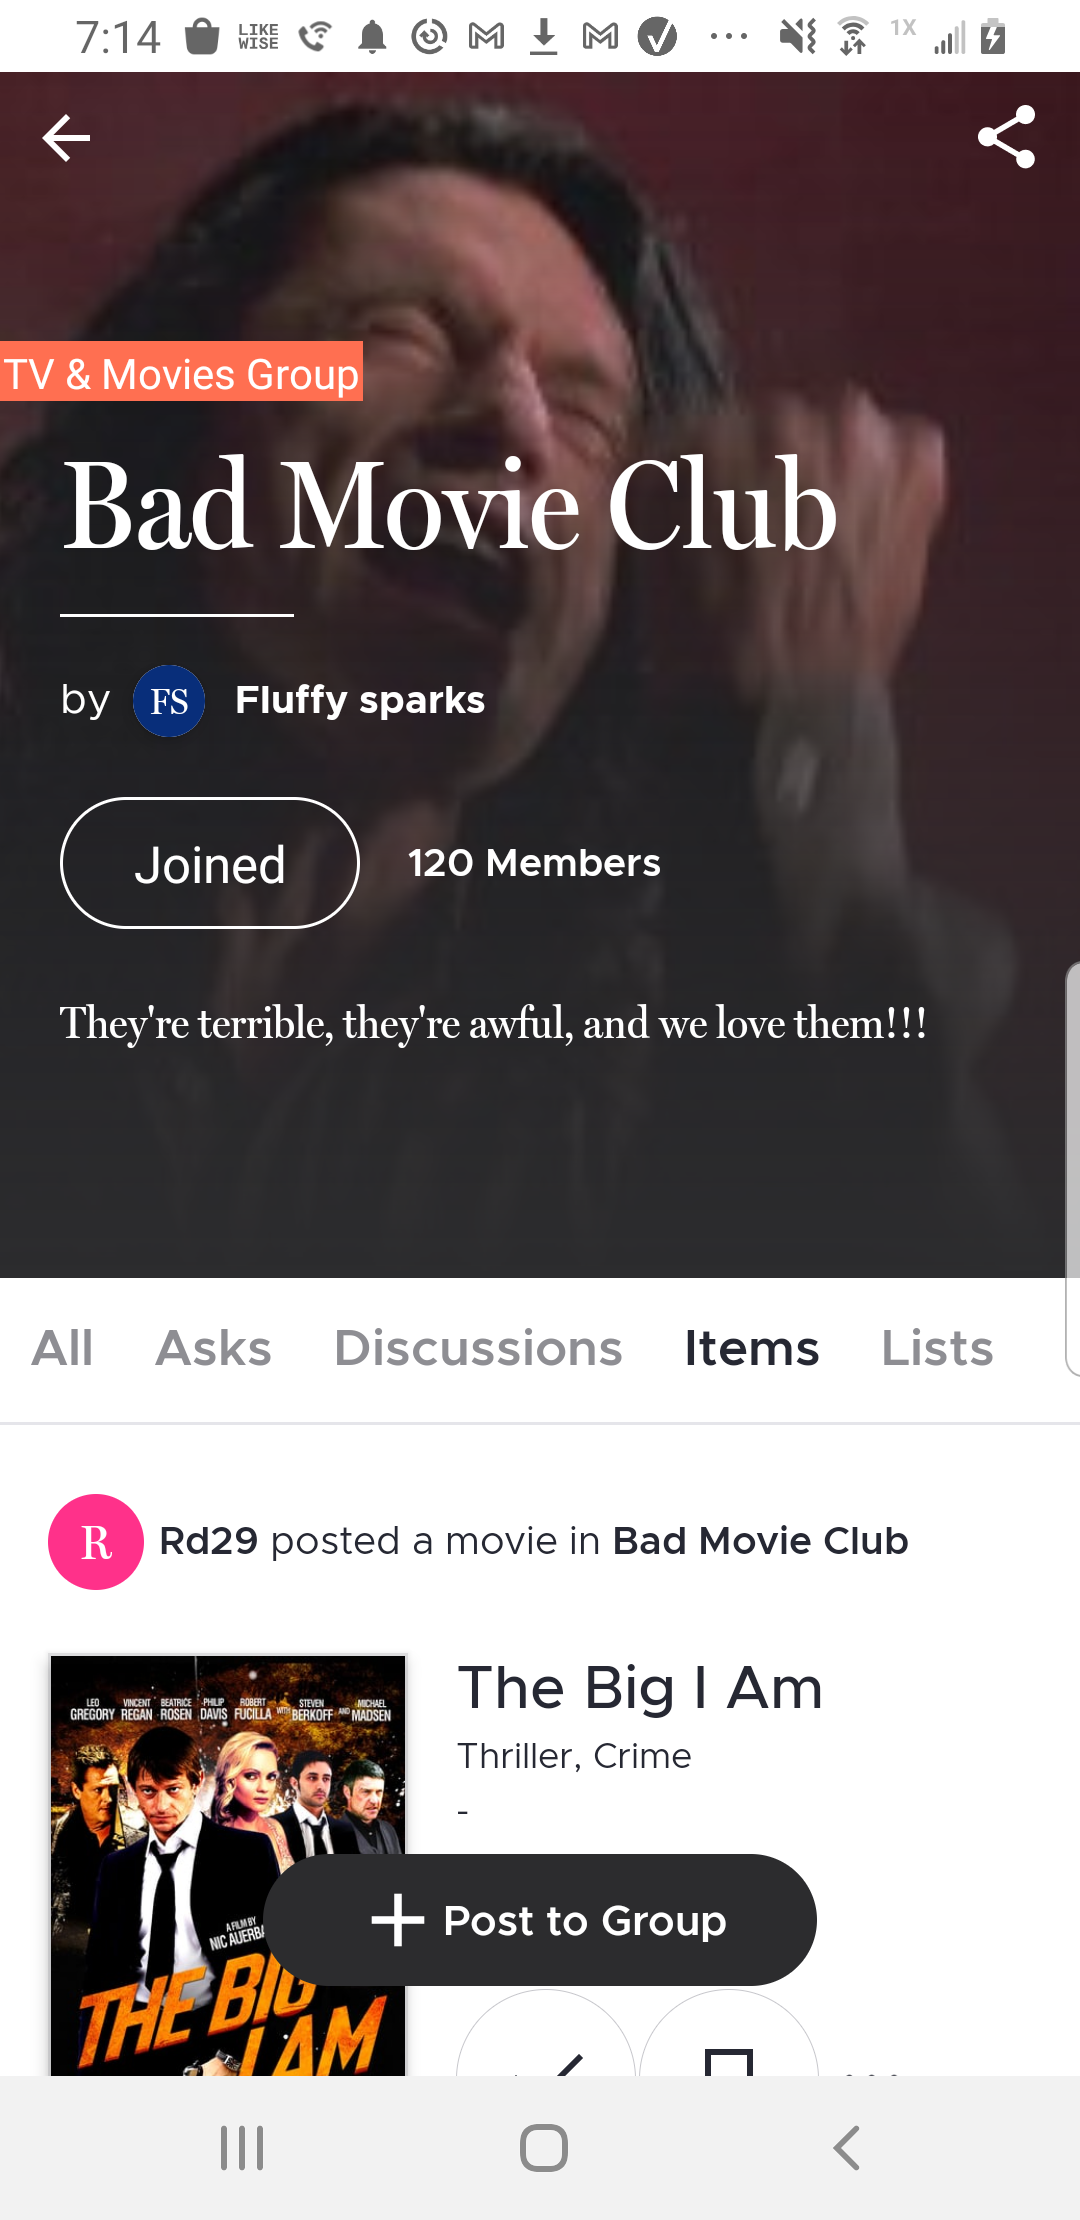 7:14
LIKE
WISE
1X
TV & Movies Group
Bad Movie Club
by FS Fluffy sparks
Joined 120 Members
They're terrible, they're awful, and we love them!!!
All Asks Discussions Items Lists
R Rd29 posted a movie in Bad Movie Club
LEO GREGORY VINCENT REGAN BEATRICE ROSEN PHILIP DAVIS ROBERT FUCILLA WITH STEVEN BERKOFF AND MICHAEL MADSEN
The Big I Am
Thriller, Crime
-
A FILM BY
+ Post to Group
THE BIG
I AM